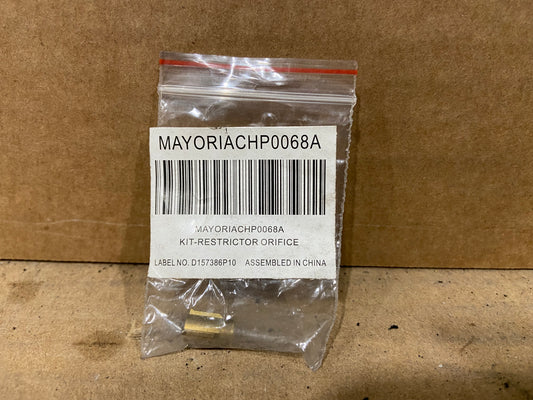 MAYORIACHP0068A
MAYORIACHP0068A
KIT-RESTRICTOR ORIFICE
LABEL NO. D157386P10 ASSEMBLED IN CHINA